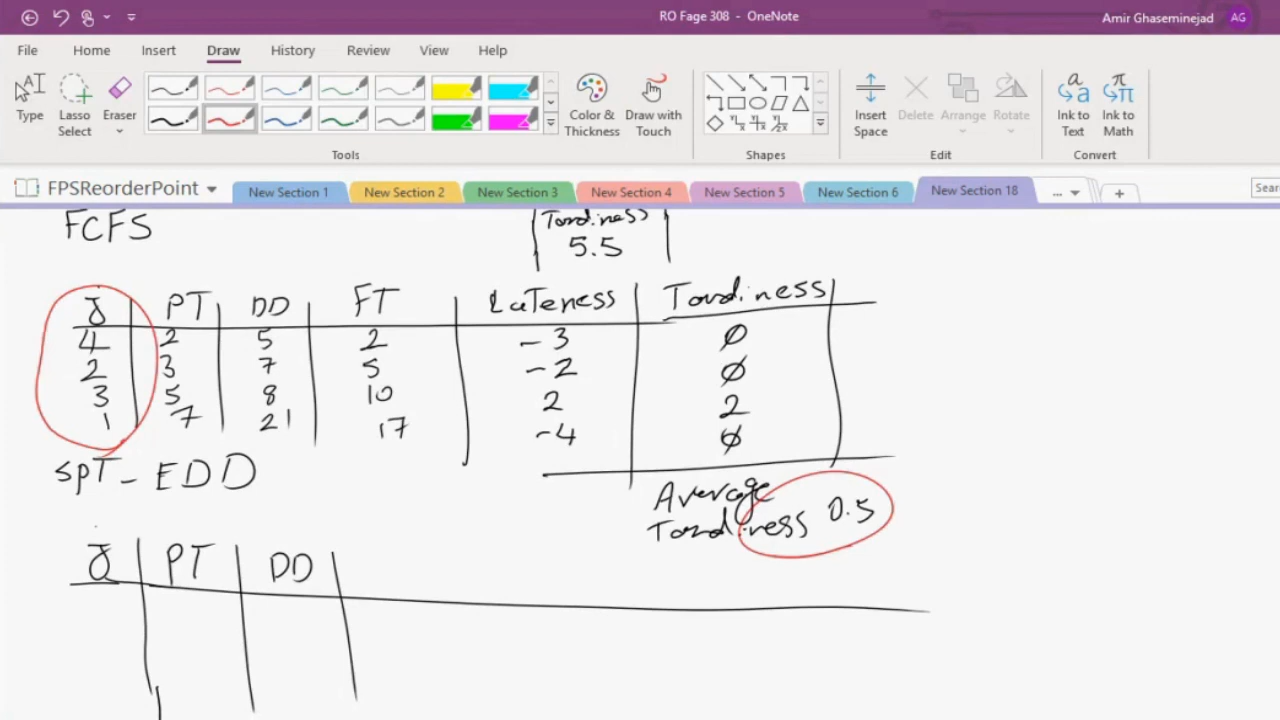 RO Fage 308 - OneNote
Amir Ghaseminejad AG
File Home Insert Draw History Review View Help
Type
Lasso Select
Eraser
Color & Thickness
Draw with Touch
Insert Space
Delete
Arrange
Rotate
Ink to Text
Ink to Math
Tools
Shapes
Edit
Convert
FPSReorderPoint
New Section 1 New Section 2 New Section 3 New Section 4 New Section 5 New Section 6 New Section 18 ... +
Sear
FCFS
Tardiness
5.5
J PT DD FT Lateness Tardiness
4 2 5 2 -3 0
2 3 7 5 -2 0
3 5 8 10 2 2
1 7 21 17 -4 0
SPT - EDD
Average
Tardiness 0.5
J PT DD